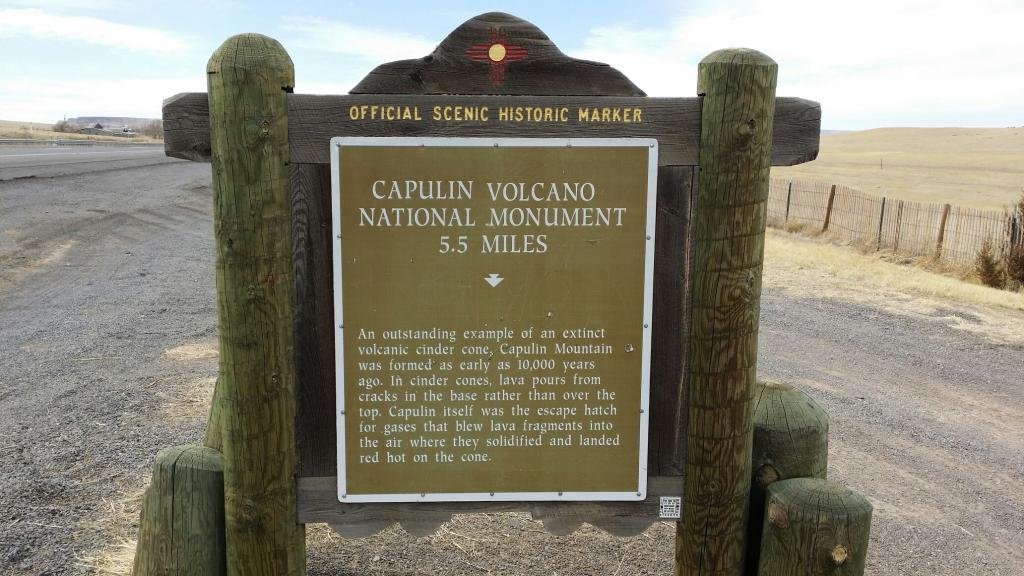 OFFICIAL SCENIC HISTORIC MARKER
CAPULIN VOLCANO
NATIONAL MONUMENT
5.5 MILES
An outstanding example of an extinct
volcanic cinder cone, Capulin Mountain
was formed as early as 10,000 years
ago. In cinder cones, lava pours from
cracks in the base rather than over the
top. Capulin itself was the escape hatch
for gases that blew lava fragments into
the air where they solidified and landed
red hot on the cone.